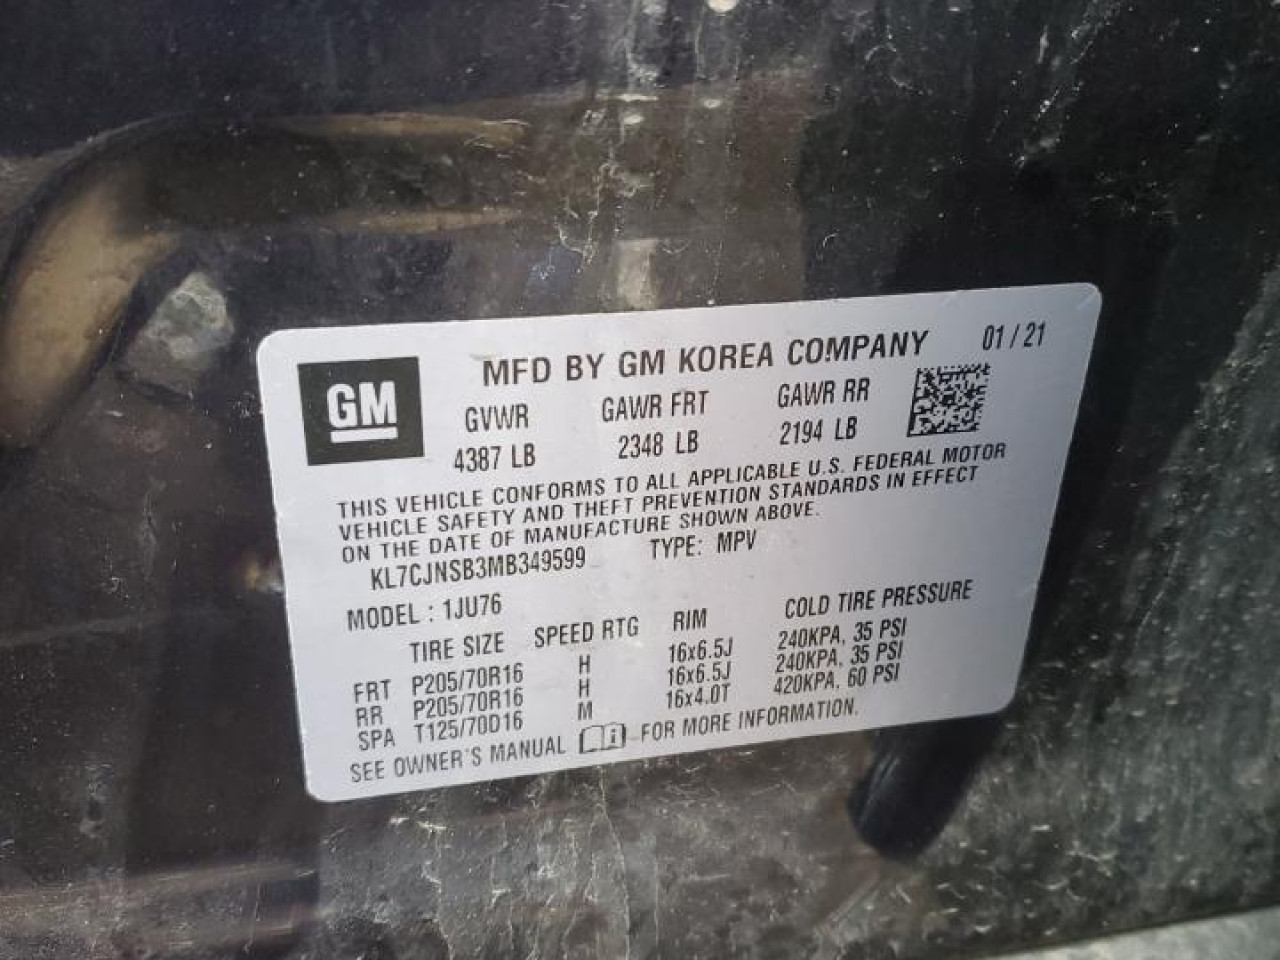 GM
MFD BY GM KOREA COMPANY 01 / 21
GVWR GAWR FRT GAWR RR
4387 LB 2348 LB 2194 LB
THIS VEHICLE CONFORMS TO ALL APPLICABLE U.S. FEDERAL MOTOR
VEHICLE SAFETY AND THEFT PREVENTION STANDARDS IN EFFECT
ON THE DATE OF MANUFACTURE SHOWN ABOVE.
KL7CJNSB3MB349599 TYPE: MPV
MODEL : 1JU76
TIRE SIZE SPEED RTG RIM COLD TIRE PRESSURE
FRT P205/70R16 H 16x6.5J 240KPA, 35 PSI
RR P205/70R16 H 16x6.5J 240KPA, 35 PSI
SPA T125/70D16 M 16x4.0T 420KPA, 60 PSI
SEE OWNER'S MANUAL i FOR MORE INFORMATION.